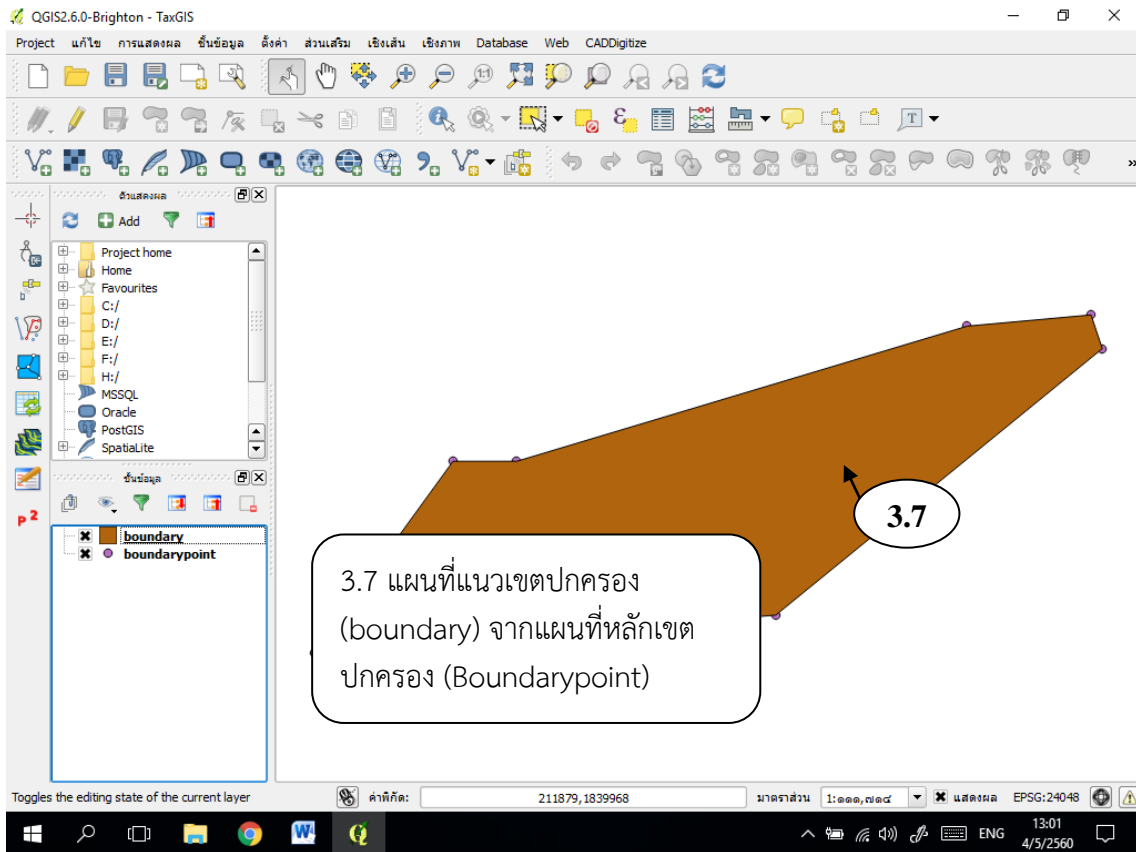 QGIS2.6.0-Brighton - TaxGIS
Project แก้ไข การแสดงผล ชั้นข้อมูล ตั้งค่า ส่วนเสริม เชิงเส้น เชิงภาพ Database Web CADDigitize
ตัวแสดงผล
Add
Project home
Home
Favourites
C:/
D:/
E:/
F:/
H:/
MSSQL
Oracle
PostGIS
SpatiaLite
ชั้นข้อมูล
boundary
boundarypoint
3.7
3.7 แผนที่แนวเขตปกครอง
(boundary) จากแผนที่หลักเขต
ปกครอง (Boundarypoint)
Toggles the editing state of the current layer ค่าพิกัด: 211879,1839968 มาตราส่วน 1:๑๑๑,๗๑๔ แสดงผล EPSG:24048
ENG
13:01
4/5/2560